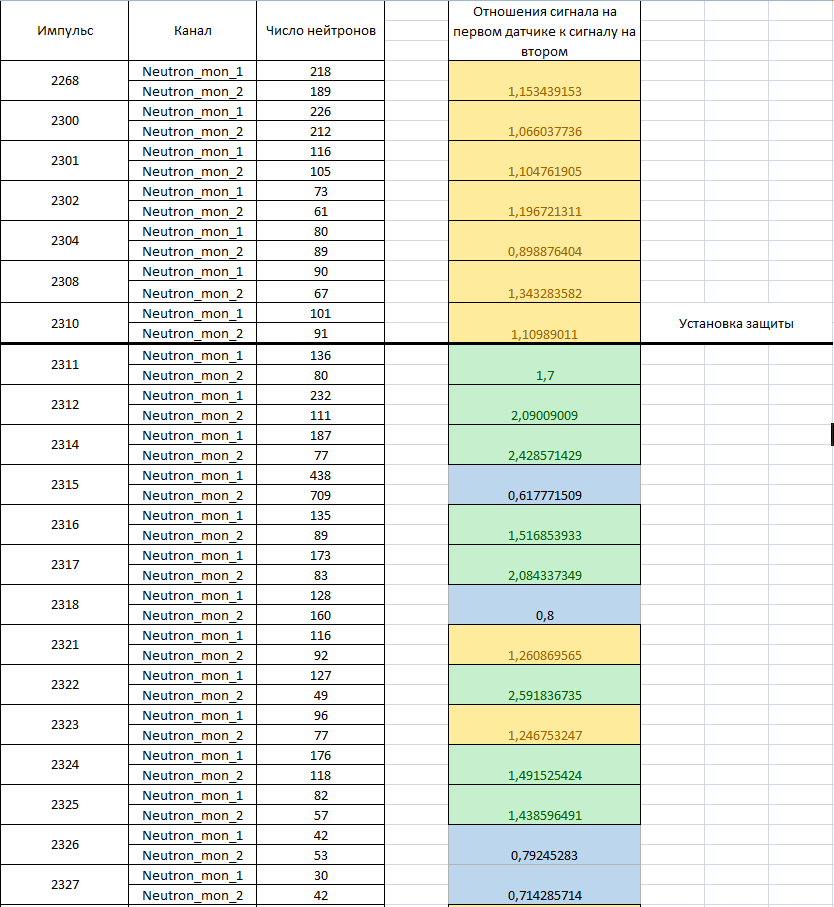 Импульс
Канал
Число нейтронов
Отношения сигнала на
первом датчике к сигналу на
втором
2268
Neutron_mon_1 218
Neutron_mon_2 189
1,153439153
2300
Neutron_mon_1 226
Neutron_mon_2 212
1,066037736
2301
Neutron_mon_1 116
Neutron_mon_2 105
1,104761905
2302
Neutron_mon_1 73
Neutron_mon_2 61
1,196721311
2304
Neutron_mon_1 80
Neutron_mon_2 89
0,898876404
2308
Neutron_mon_1 90
Neutron_mon_2 67
1,343283582
2310
Neutron_mon_1 101
Neutron_mon_2 91
1,10989011
Установка защиты
2311
Neutron_mon_1 136
Neutron_mon_2 80
1,7
2312
Neutron_mon_1 232
Neutron_mon_2 111
2,09009009
2314
Neutron_mon_1 187
Neutron_mon_2 77
2,428571429
2315
Neutron_mon_1 438
Neutron_mon_2 709
0,617771509
2316
Neutron_mon_1 135
Neutron_mon_2 89
1,516853933
2317
Neutron_mon_1 173
Neutron_mon_2 83
2,084337349
2318
Neutron_mon_1 128
Neutron_mon_2 160
0,8
2321
Neutron_mon_1 116
Neutron_mon_2 92
1,260869565
2322
Neutron_mon_1 127
Neutron_mon_2 49
2,591836735
2323
Neutron_mon_1 96
Neutron_mon_2 77
1,246753247
2324
Neutron_mon_1 176
Neutron_mon_2 118
1,491525424
2325
Neutron_mon_1 82
Neutron_mon_2 57
1,438596491
2326
Neutron_mon_1 42
Neutron_mon_2 53
0,79245283
2327
Neutron_mon_1 30
Neutron_mon_2 42
0,714285714